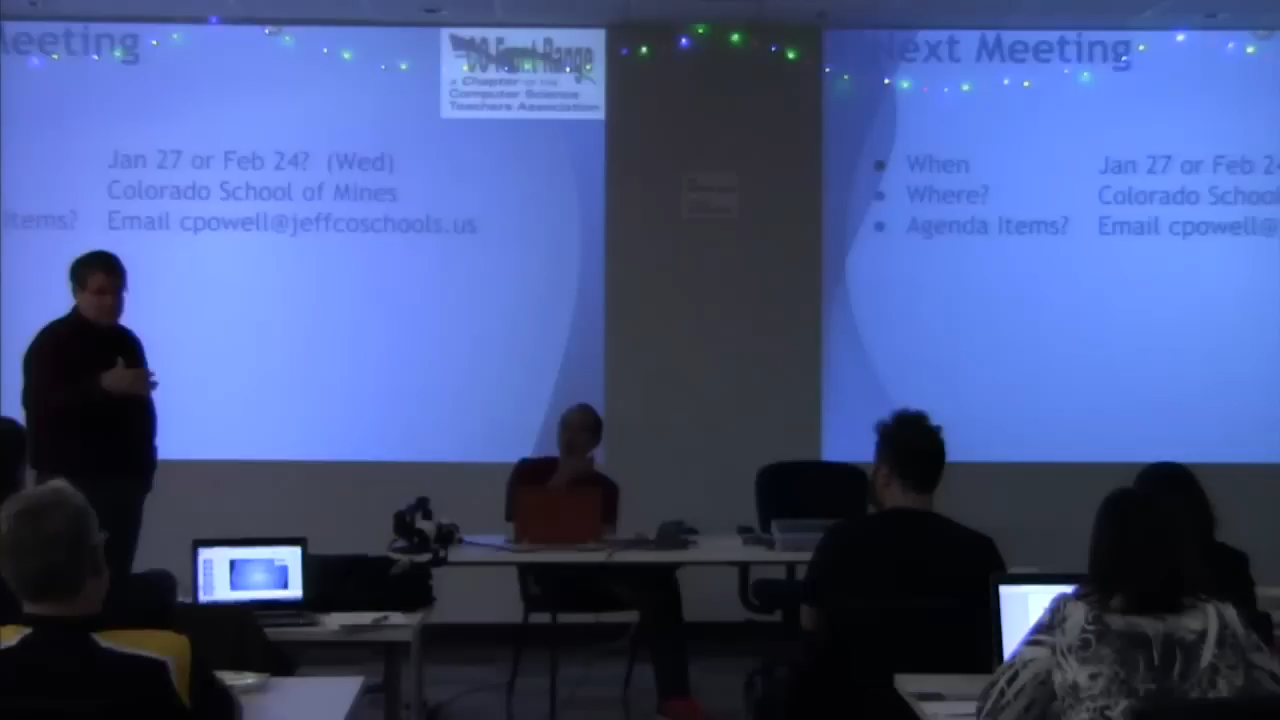 Meeting
CO Front Range
a Chapter of the
Computer Science
Teachers Association
Jan 27 or Feb 24? (Wed)
Colorado School of Mines
Items? Email cpowell@jeffcoschools.us
Next Meeting
• When Jan 27 or Feb 2
• Where? Colorado School
• Agenda Items? Email cpowell@